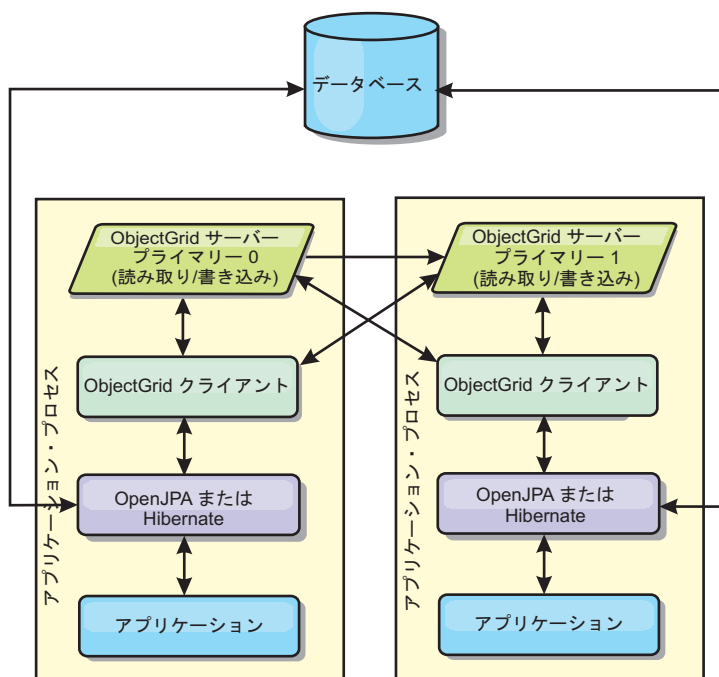 データベース
ObjectGrid サーバー
プライマリー 0
(読み取り/書き込み)
ObjectGrid クライアント
OpenJPA または
Hibernate
アプリケーション
アプリケーション・プロセス
ObjectGrid サーバー
プライマリー 1
(読み取り/書き込み)
ObjectGrid クライアント
OpenJPA または
Hibernate
アプリケーション
アプリケーション・プロセス